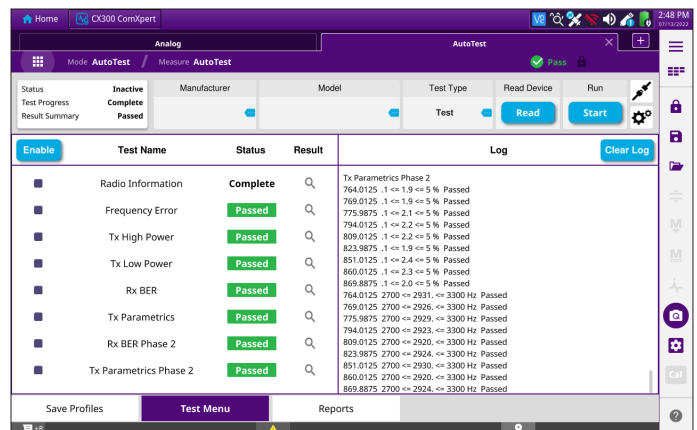 Home
CX300 ComXpert
2:48 PM
07/13/2022
Analog
AutoTest
Mode AutoTest / Measure AutoTest
Pass
Status Inactive
Test Progress Complete
Result Summary Passed
Manufacturer
Model
Test Type
Test
Read Device
Read
Run
Start
Enable
Test Name Status Result
Log
Clear Log
Radio Information Complete
Frequency Error Passed
Tx High Power Passed
Tx Low Power Passed
Rx BER Passed
Tx Parametrics Passed
Rx BER Phase 2 Passed
Tx Parametrics Phase 2 Passed
Tx Parametrics Phase 2
764.0125 .1 <= 1.9 <= 5 % Passed
769.0125 .1 <= 1.9 <= 5 % Passed
775.9875 .1 <= 2.1 <= 5 % Passed
794.0125 .1 <= 2.2 <= 5 % Passed
809.0125 .1 <= 2.2 <= 5 % Passed
823.9875 .1 <= 1.9 <= 5 % Passed
851.0125 .1 <= 2.4 <= 5 % Passed
860.0125 .1 <= 2.3 <= 5 % Passed
869.8875 .1 <= 2.0 <= 5 % Passed
764.0125 2700 <= 2931. <= 3300 Hz Passed
769.0125 2700 <= 2926. <= 3300 Hz Passed
775.9875 2700 <= 2929. <= 3300 Hz Passed
794.0125 2700 <= 2923. <= 3300 Hz Passed
809.0125 2700 <= 2920. <= 3300 Hz Passed
823.9875 2700 <= 2924. <= 3300 Hz Passed
851.0125 2700 <= 2930. <= 3300 Hz Passed
860.0125 2700 <= 2920. <= 3300 Hz Passed
869.8875 2700 <= 2924. <= 3300 Hz Passed
M
M
Cal
Save Profiles
Test Menu
Reports
+8
?